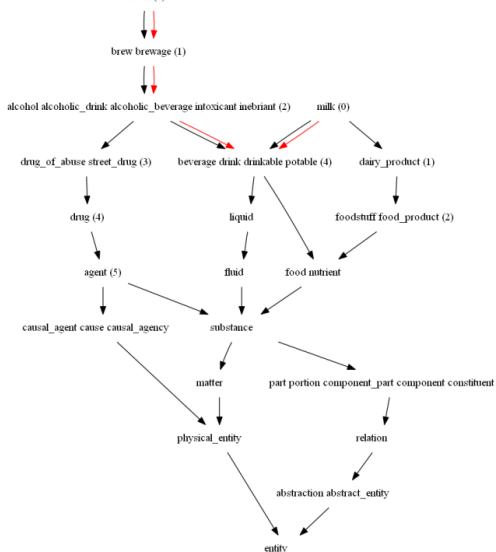 brew brewage (1)
alcohol alcoholic_drink alcoholic_beverage intoxicant inebriant (2) milk (0)
drug_of_abuse street_drug (3) beverage drink drinkable potable (4) dairy_product (1)
drug (4) liquid foodstuff food_product (2)
agent (5) fluid food nutrient
causal_agent cause causal_agency substance
matter part portion component_part component constituent
physical_entity relation
abstraction abstract_entity
entity